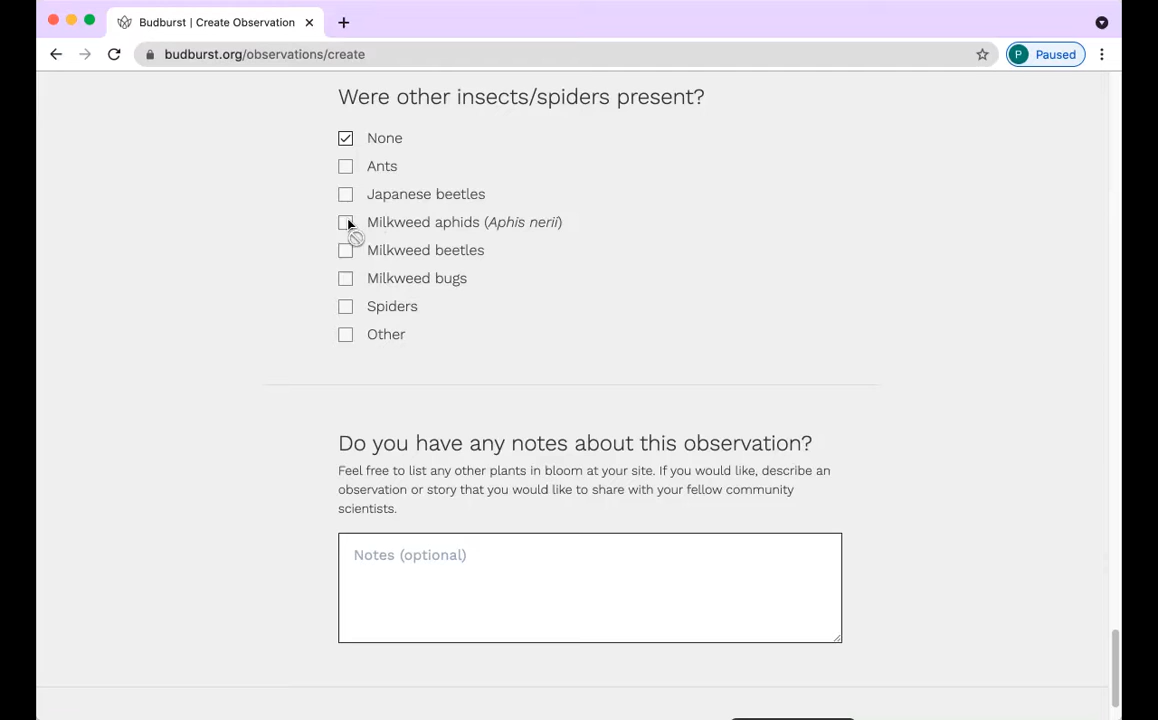 Budburst | Create Observation
budburst.org/observations/create
P Paused
Were other insects/spiders present?
None
Ants
Japanese beetles
Milkweed aphids (Aphis nerii)
Milkweed beetles
Milkweed bugs
Spiders
Other
Do you have any notes about this observation?
Feel free to list any other plants in bloom at your site. If you would like, describe an
observation or story that you would like to share with your fellow community
scientists.
Notes (optional)